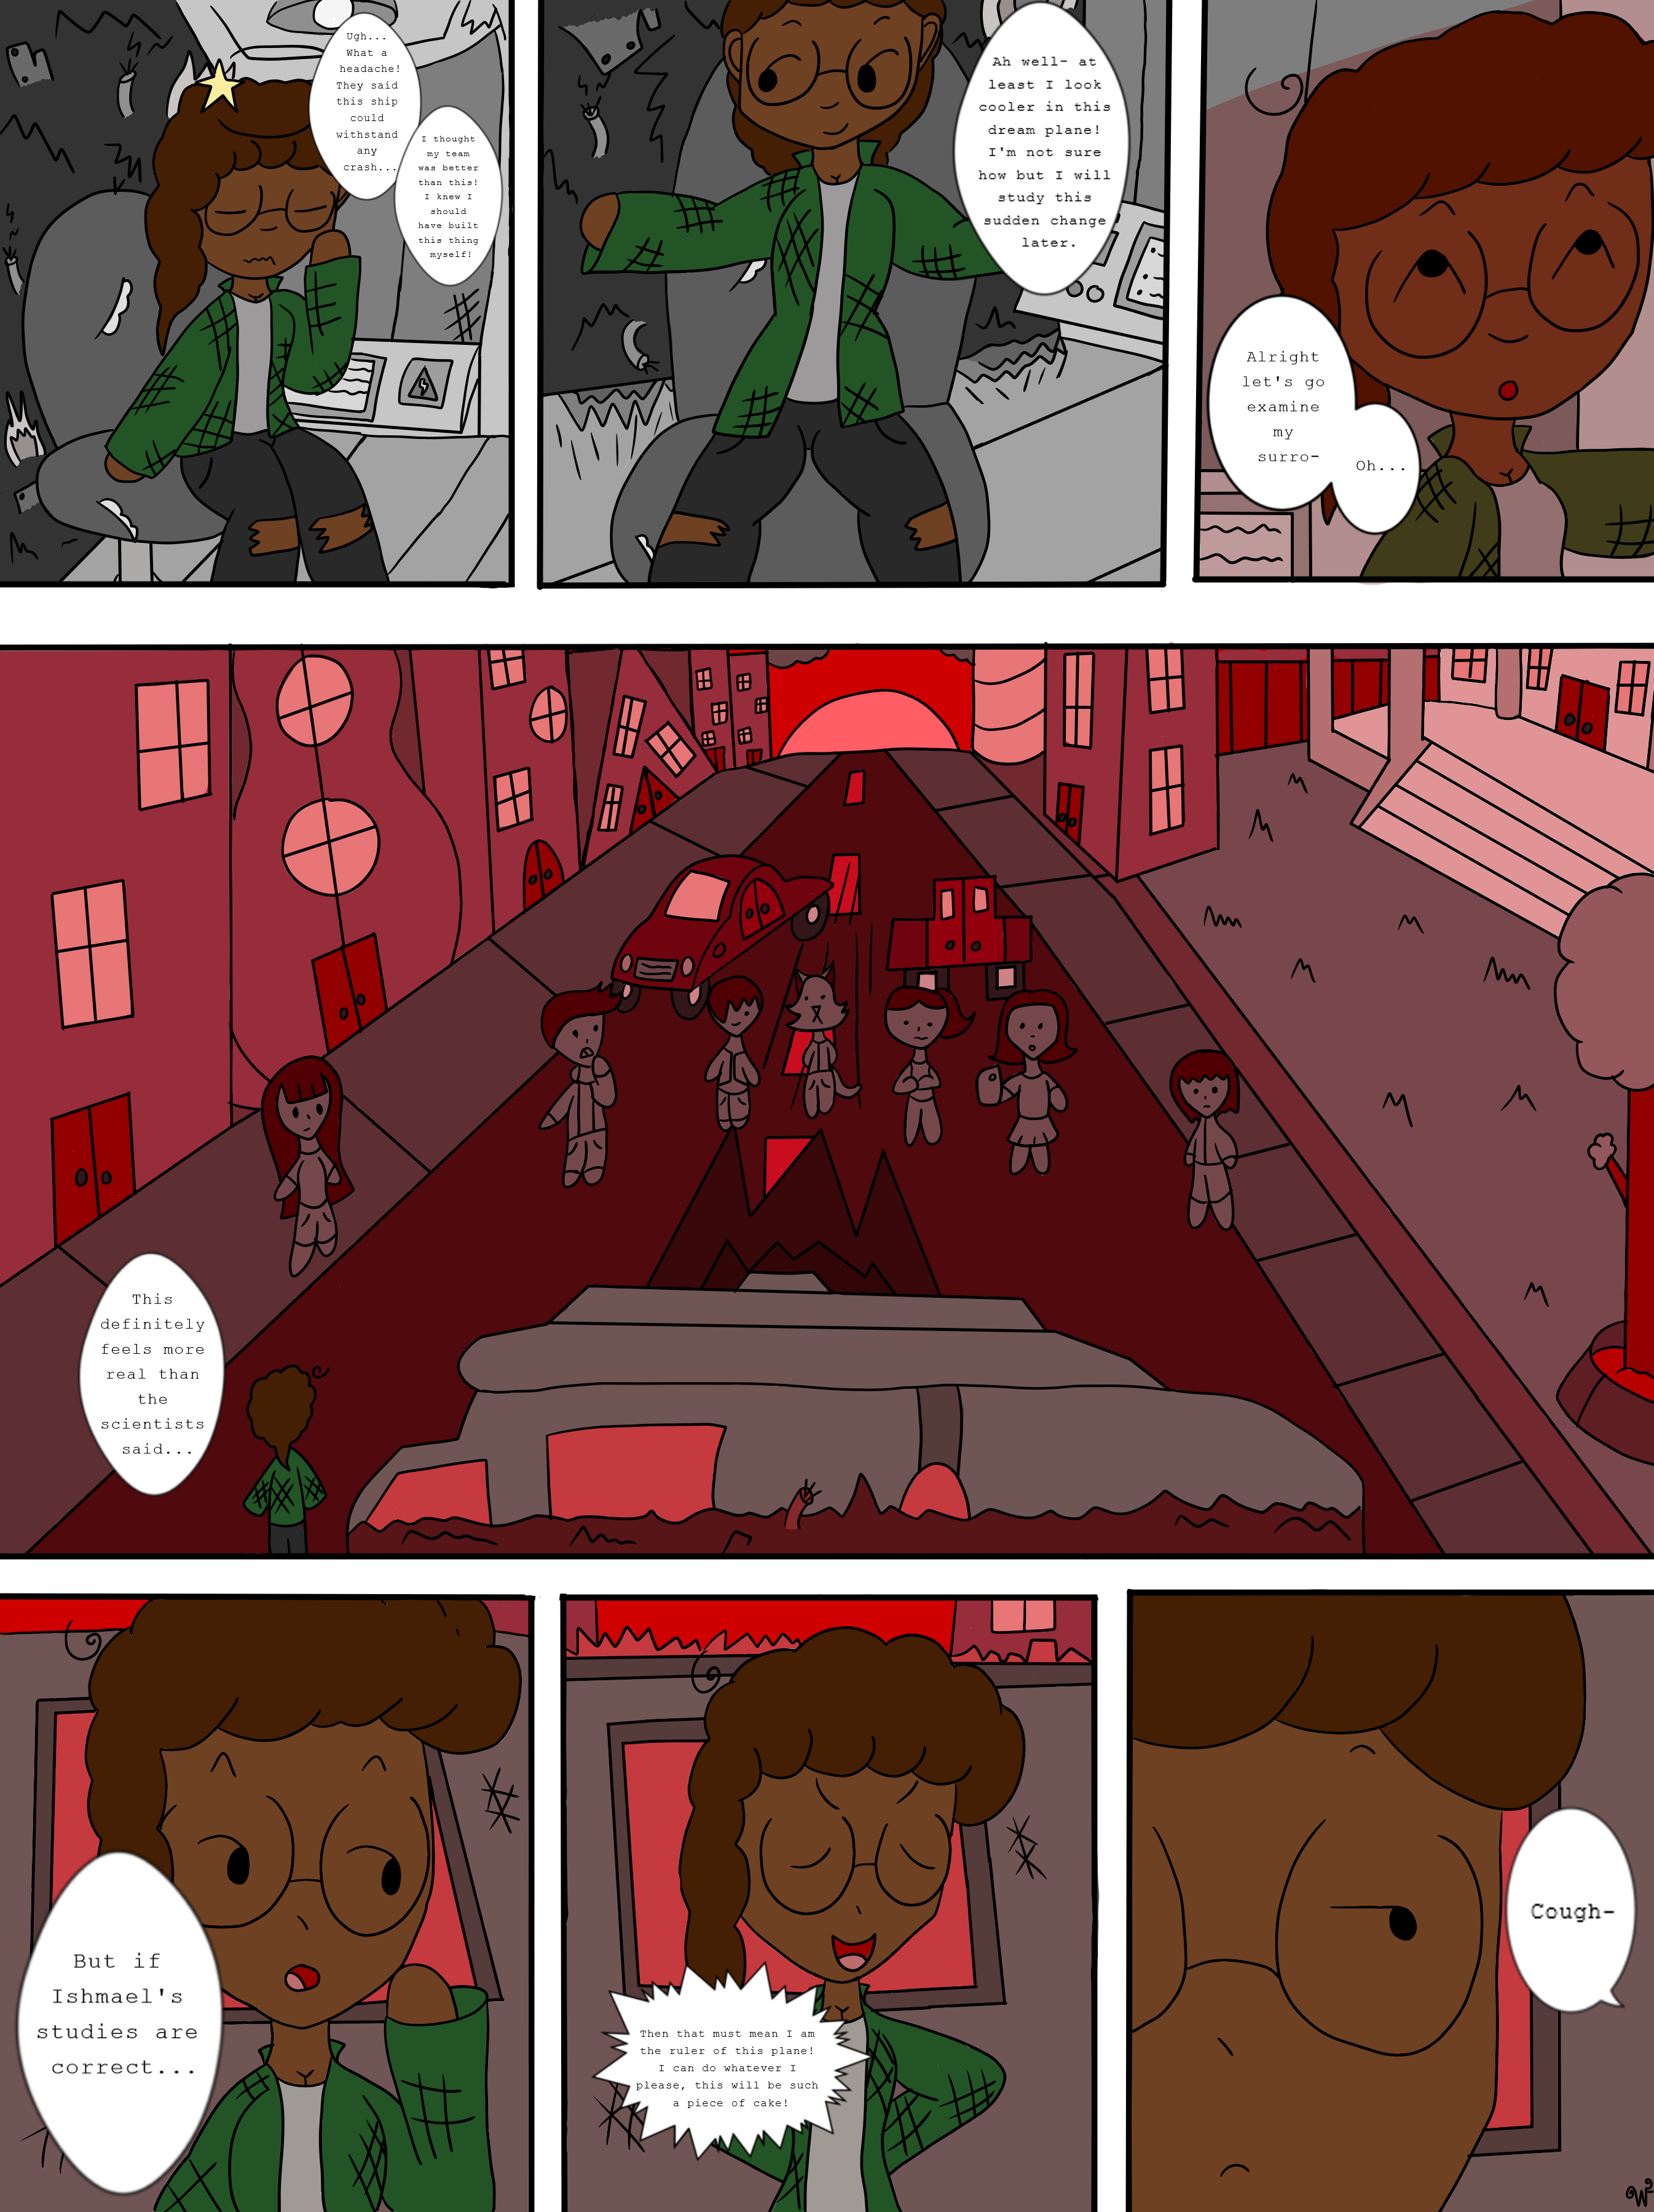 Ugh...
What a
headache!
They said
this ship
could
withstand
any
crash...
I thought
my team
was better
than this!
I knew I
should
have built
this thing
myself!
Ah well- at
least I look
cooler in this
dream plane!
I'm not sure
how but I will
study this
sudden change
later.
Alright
let's go
examine
my
surro-
Oh...
This
definitely
feels more
real than
the
scientists
said...
But if
Ishmael's
studies are
correct...
Then that must mean I am
the ruler of this plane!
I can do whatever I
please, this will be such
a piece of cake!
Cough-